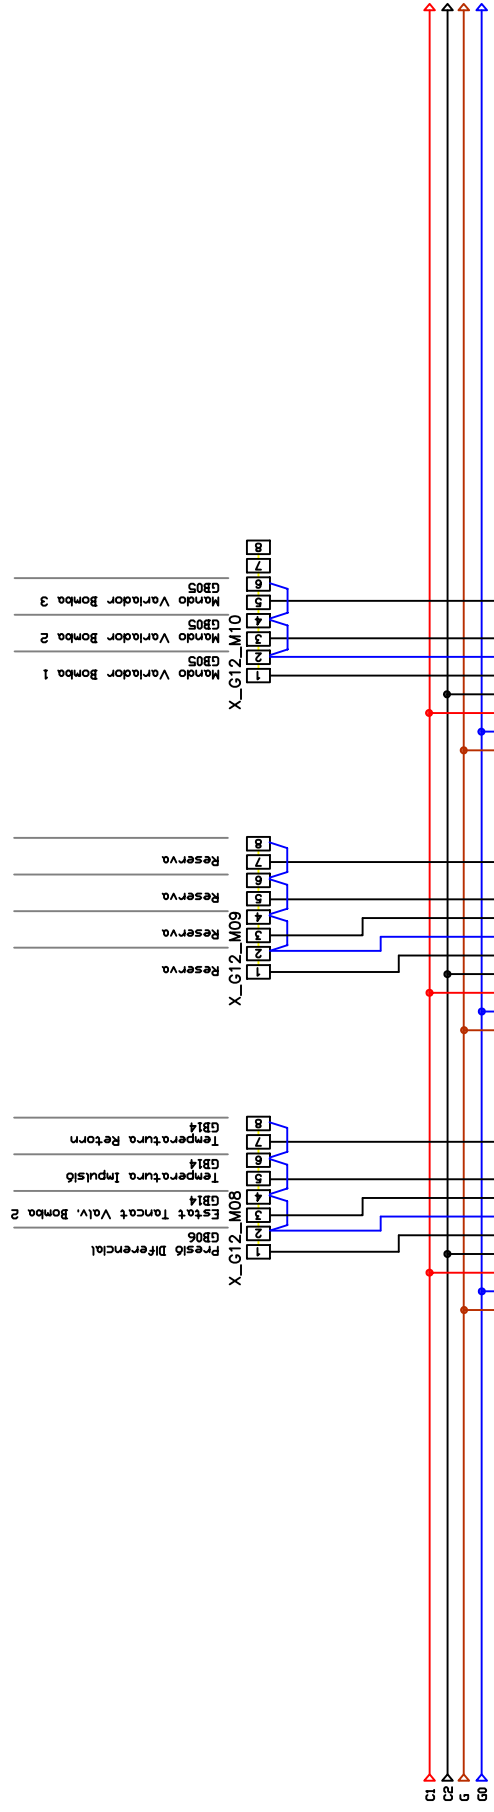 8
7
6
5
4
3
2
1
GB05
Mando Variador Bomba 3
GB05
Mando Variador Bomba 2
GB05
Mando Variador Bomba 1
X_G12_M10
8
7
6
5
4
3
2
1
Reserva
Reserva
Reserva
Reserva
X_G12_M09
8
7
6
5
4
3
2
1
GB14
Temperatura Retorn
GB14
Temperatura Impulsió
GB14
Estat Tancat Valv. Bomba 2
GB06
Presió Diferencial
X_G12_M08
C1
C2
G
G0